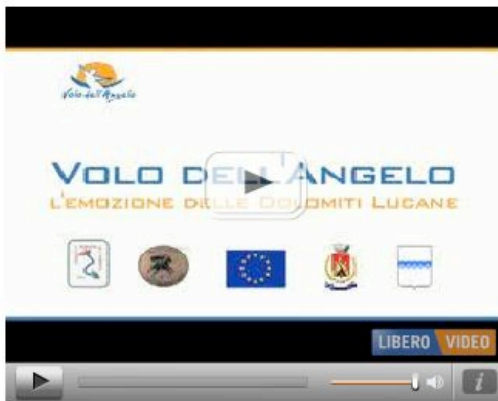 Volo dell'Angelo
VOLO DELL'ANGELO
L'EMOZIONE DELLE DOLOMITI LUCANE
LIBERO VIDEO
i